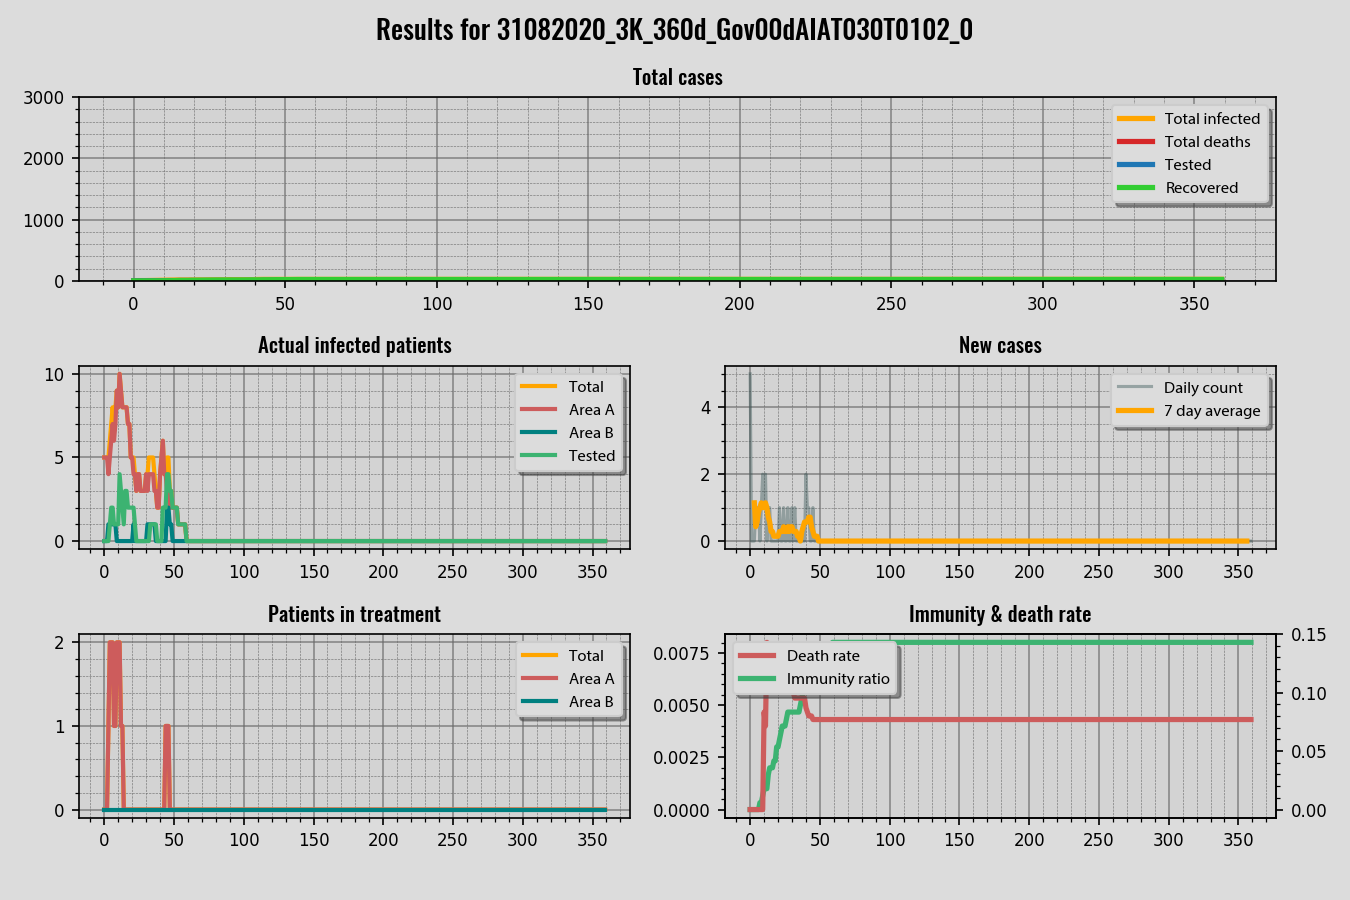 Results for 31082020_3K_360d_Gov00dAIAT030T0102_0
Total cases
3000
2000
1000
0
Total infected
Total deaths
Tested
Recovered
0 50 100 150 200 250 300 350
Actual infected patients
10
5
0
Total
Area A
Area B
Tested
0 50 100 150 200 250 300 350
New cases
4
2
0
Daily count
7 day average
0 50 100 150 200 250 300 350
Patients in treatment
2
1
0
Total
Area A
Area B
0 50 100 150 200 250 300 350
Immunity & death rate
0.0075
0.0050
0.0025
0.0000
Death rate
Immunity ratio
0.15
0.10
0.05
0.00
0 50 100 150 200 250 300 350